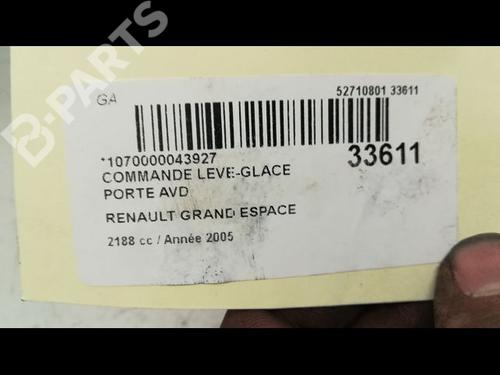 B-PARTS
GA
52710801 33611
*1070000043927
33611
COMMANDE LEVE-GLACE
PORTE AVD
RENAULT GRAND ESPACE
2188 cc / Année 2005